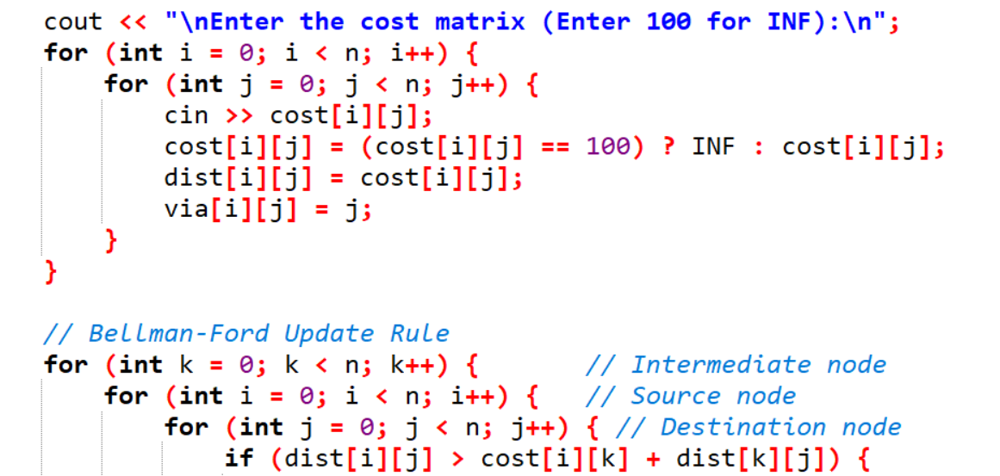 cout << "\nEnter the cost matrix (Enter 100 for INF):\n";
for (int i = 0; i < n; i++) {
    for (int j = 0; j < n; j++) {
        cin >> cost[i][j];
        cost[i][j] = (cost[i][j] == 100) ? INF : cost[i][j];
        dist[i][j] = cost[i][j];
        via[i][j] = j;
    }
}

// Bellman-Ford Update Rule
for (int k = 0; k < n; k++) {       // Intermediate node
    for (int i = 0; i < n; i++) {   // Source node
        for (int j = 0; j < n; j++) { // Destination node
            if (dist[i][j] > cost[i][k] + dist[k][j]) {